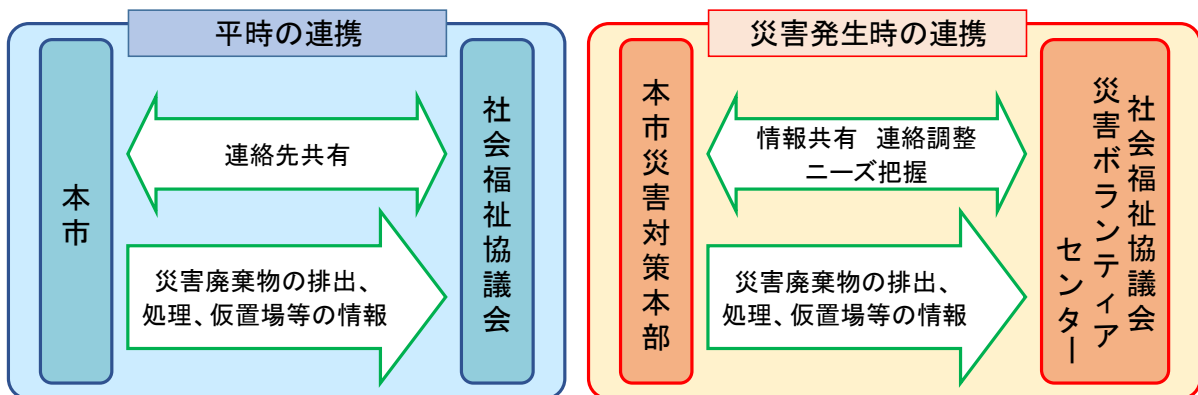 平時の連携
本市
連絡先共有
災害廃棄物の排出、
処理、仮置場等の情報
社会福祉協議会
災害発生時の連携
本市災害対策本部
情報共有　連絡調整
ニーズ把握
災害廃棄物の排出、
処理、仮置場等の情報
社会福祉協議会
災害ボランティア
センター